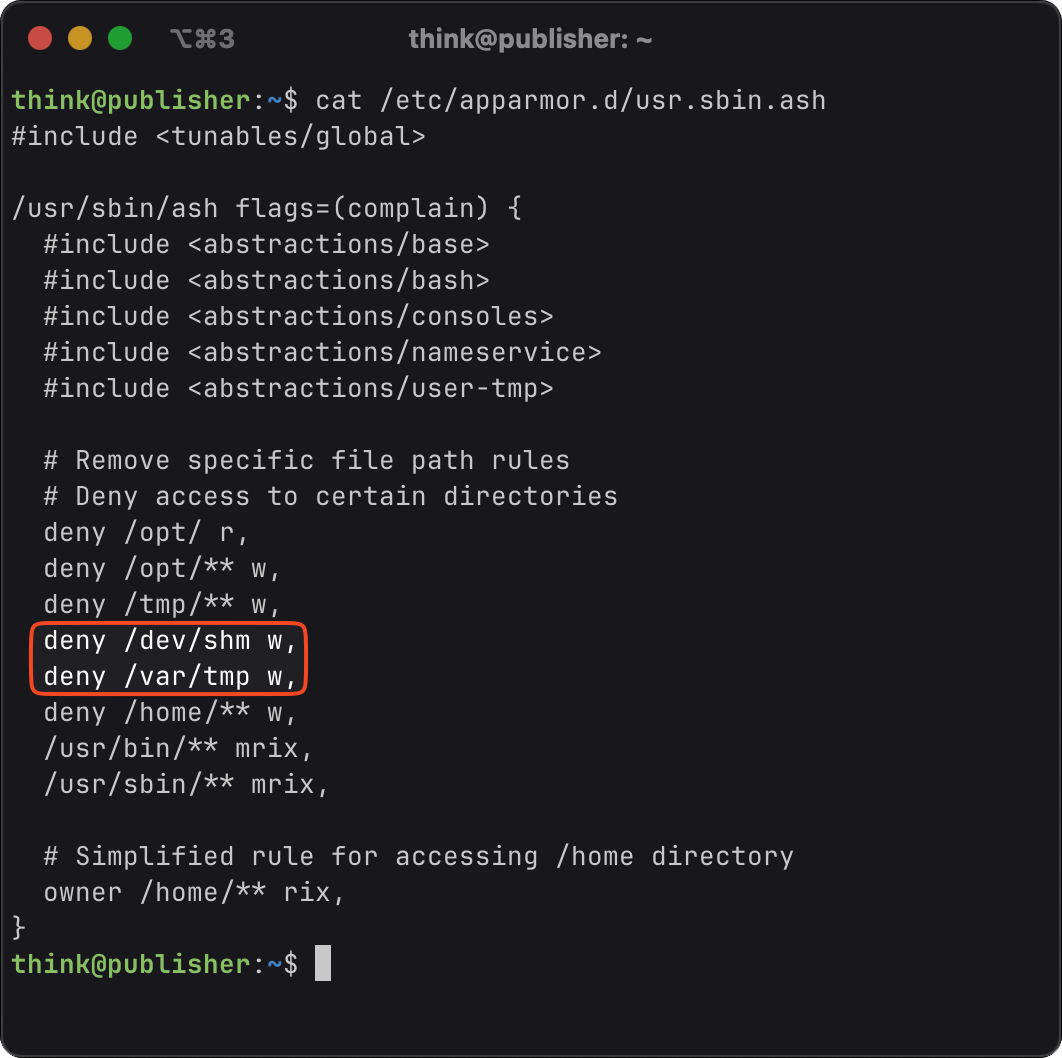 ⌥⌘3
think@publisher: ~
think@publisher:~$ cat /etc/apparmor.d/usr.sbin.ash
#include <tunables/global>

/usr/sbin/ash flags=(complain) {
  #include <abstractions/base>
  #include <abstractions/bash>
  #include <abstractions/consoles>
  #include <abstractions/nameservice>
  #include <abstractions/user-tmp>

  # Remove specific file path rules
  # Deny access to certain directories
  deny /opt/ r,
  deny /opt/** w,
  deny /tmp/** w,
  deny /dev/shm w,
  deny /var/tmp w,
  deny /home/** w,
  /usr/bin/** mrix,
  /usr/sbin/** mrix,

  # Simplified rule for accessing /home directory
  owner /home/** rix,
}
think@publisher:~$